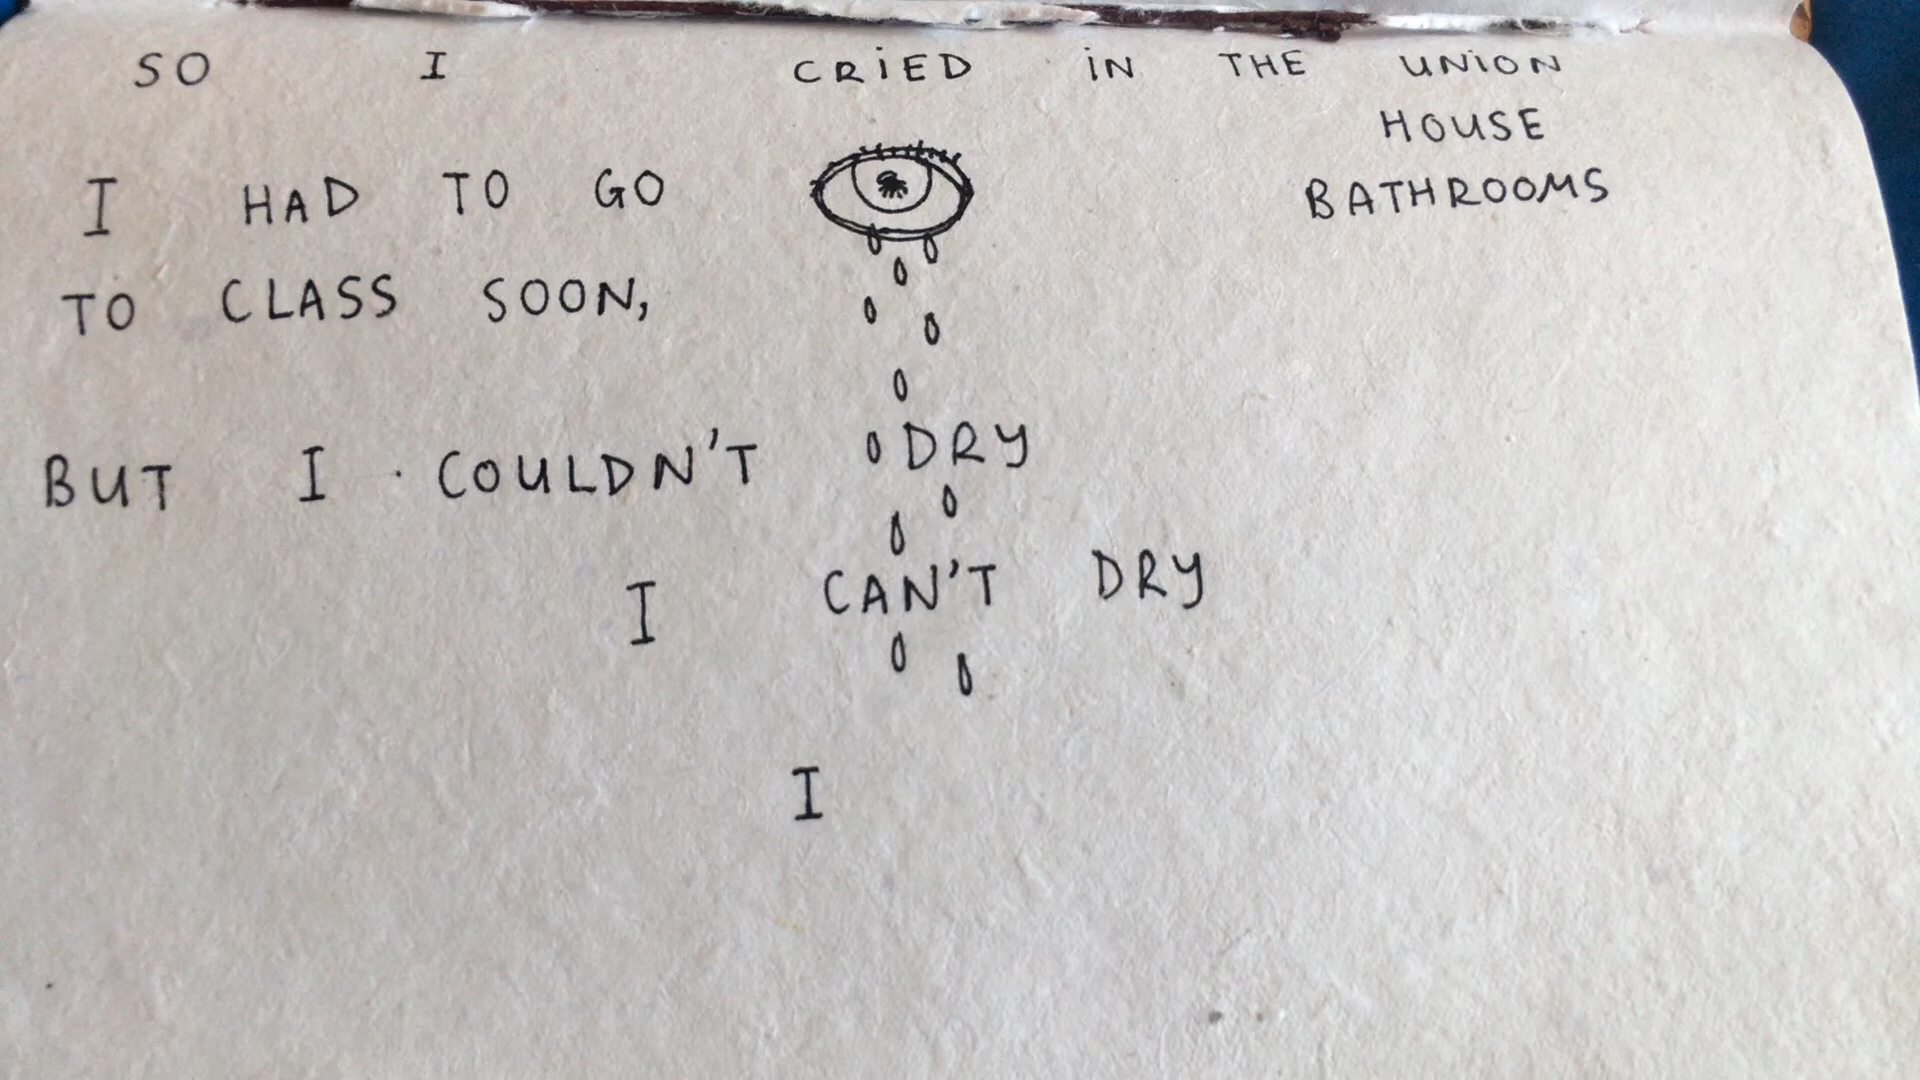 SO I CRIED IN THE UNION
HOUSE
BATHROOMS
I HAD TO GO
TO CLASS SOON,
BUT I COULDN'T DRY
I CAN'T DRY
I